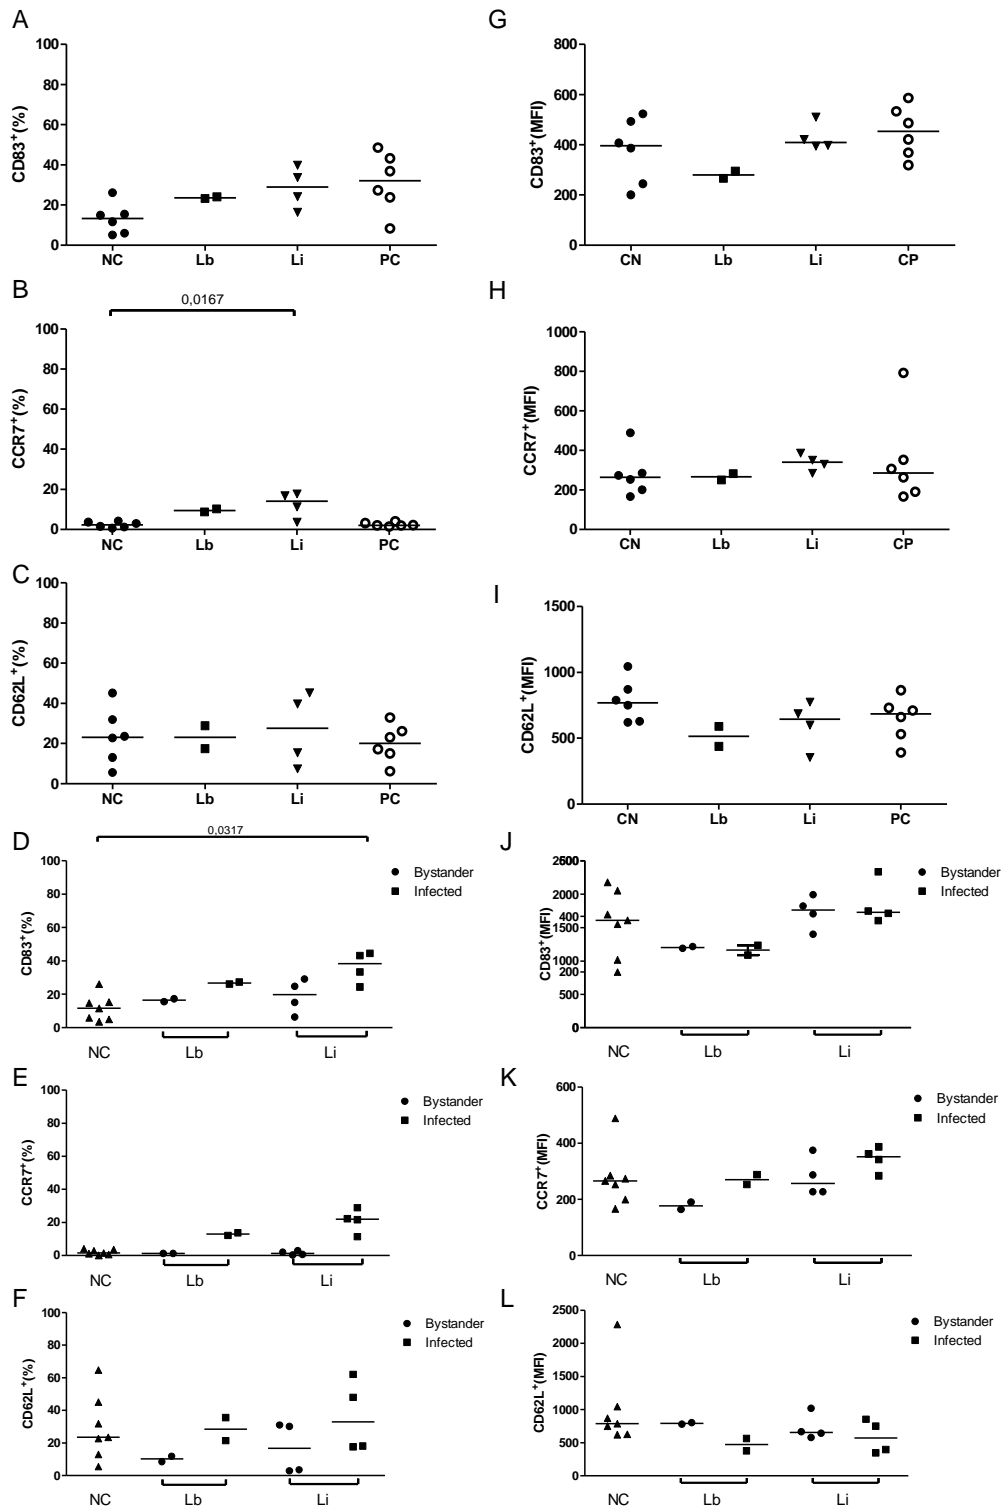 A
100
80
60
40
20
0
CD83+(%)
NC Lb Li PC
G
800
600
400
200
0
CD83+(MFI)
CN Lb Li CP
B
0,0167
100
80
60
40
20
0
CCR7+(%)
NC Lb Li PC
H
1000
800
600
400
200
0
CCR7+(MFI)
CN Lb Li CP
C
100
80
60
40
20
0
CD62L+(%)
NC Lb Li PC
I
1500
1000
500
0
CD62L+(MFI)
CN Lb Li PC
D
0,0317
100
80
60
40
20
0
CD83+(%)
Bystander
Infected
NC Lb Li
J
2000
400
1500
1000
200
500
0
CD83+(MFI)
Bystander
Infected
NC Lb Li
E
100
80
60
40
20
0
CCR7+(%)
Bystander
Infected
NC Lb Li
K
600
400
200
0
CCR7+(MFI)
Bystander
Infected
NC Lb Li
F
100
80
60
40
20
0
CD62L+(%)
Bystander
Infected
NC Lb Li
L
2500
2000
1500
1000
500
0
CD62L+(MFI)
Bystander
Infected
NC Lb Li